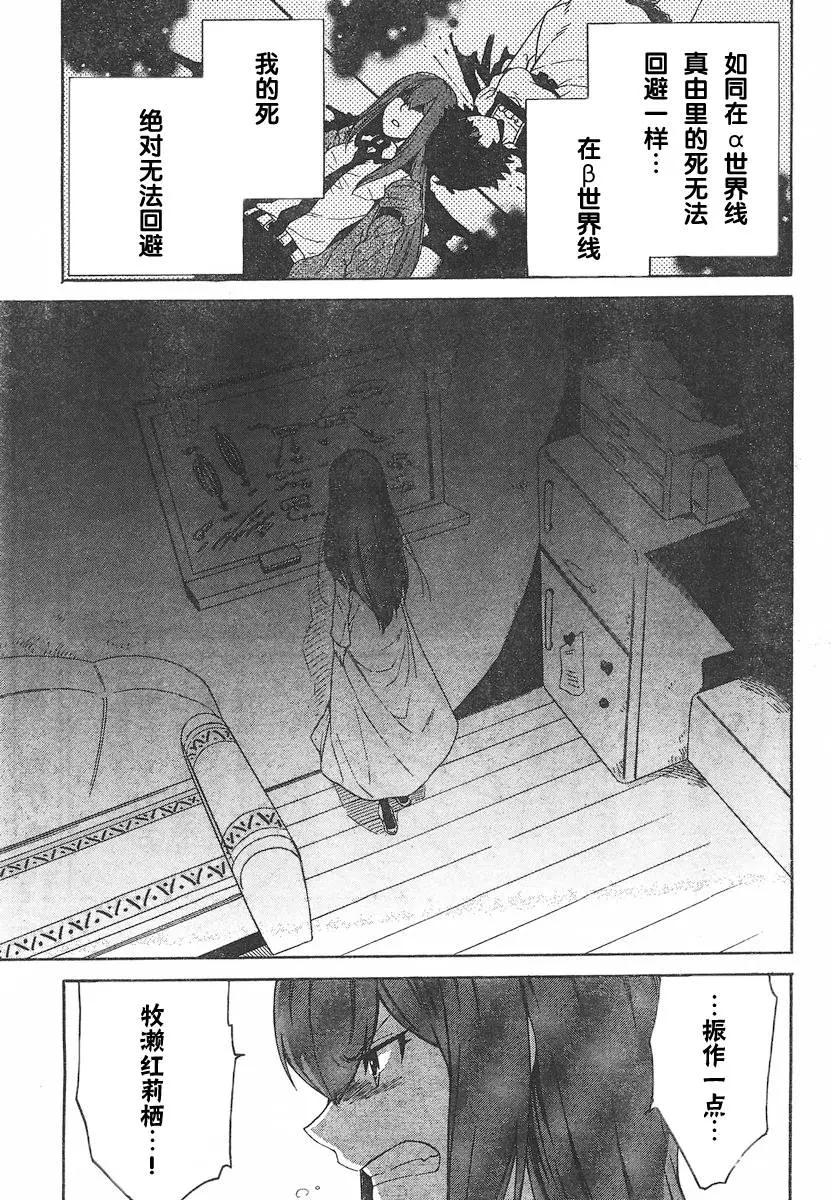 如同在α世界线
真由里的死无法
回避一样…
在β世界线
我的死
绝对无法回避
…振作一点…
牧濑红莉栖…！